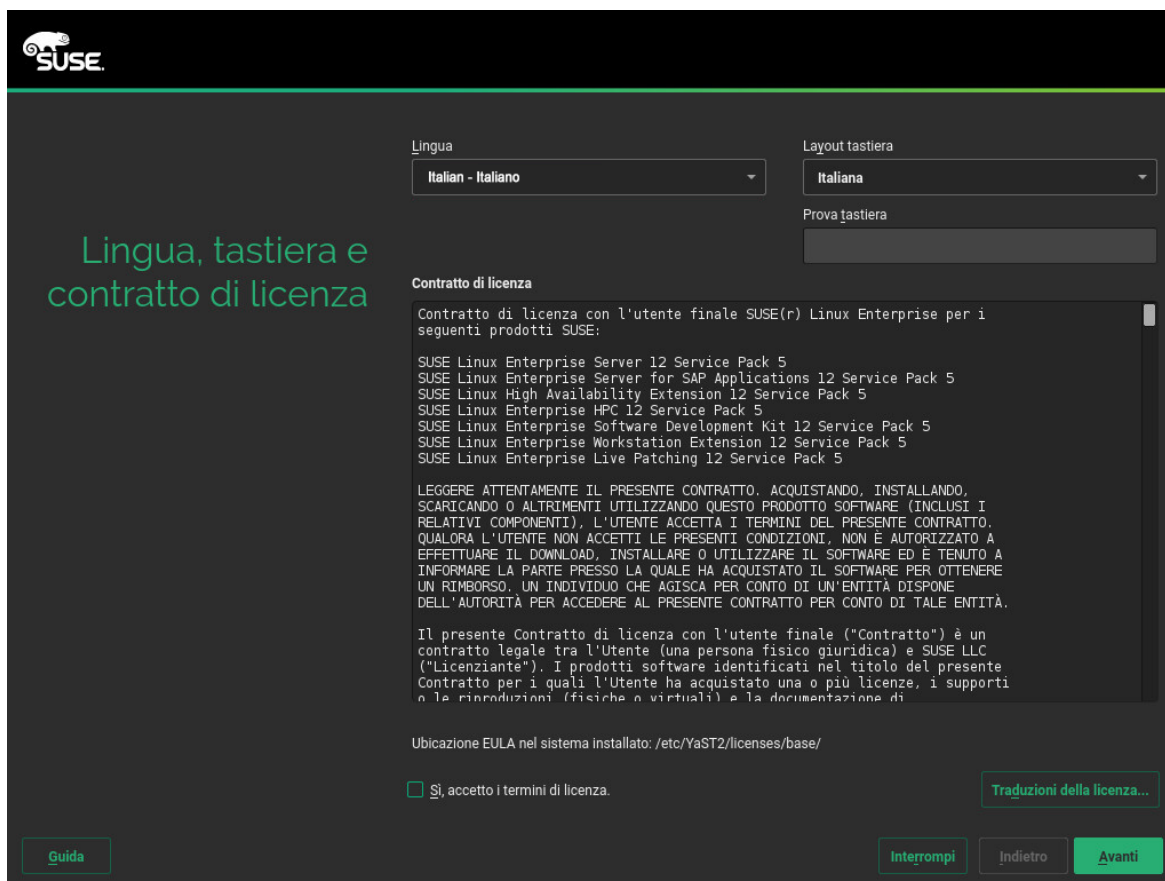 SUSE.
Lingua
Layout tastiera
Italian - Italiano
Italiana
Prova tastiera
Lingua, tastiera e
contratto di licenza
Contratto di licenza
Contratto di licenza con l'utente finale SUSE(r) Linux Enterprise per i
seguenti prodotti SUSE:
SUSE Linux Enterprise Server 12 Service Pack 5
SUSE Linux Enterprise Server for SAP Applications 12 Service Pack 5
SUSE Linux High Availability Extension 12 Service Pack 5
SUSE Linux Enterprise HPC 12 Service Pack 5
SUSE Linux Enterprise Software Development Kit 12 Service Pack 5
SUSE Linux Enterprise Workstation Extension 12 Service Pack 5
SUSE Linux Enterprise Live Patching 12 Service Pack 5
LEGGERE ATTENTAMENTE IL PRESENTE CONTRATTO. ACQUISTANDO, INSTALLANDO,
SCARICANDO O ALTRIMENTI UTILIZZANDO QUESTO PRODOTTO SOFTWARE (INCLUSI I
RELATIVI COMPONENTI), L'UTENTE ACCETTA I TERMINI DEL PRESENTE CONTRATTO.
QUALORA L'UTENTE NON ACCETTI LE PRESENTI CONDIZIONI, NON È AUTORIZZATO A
EFFETTUARE IL DOWNLOAD, INSTALLARE O UTILIZZARE IL SOFTWARE ED È TENUTO A
INFORMARE LA PARTE PRESSO LA QUALE HA ACQUISTATO IL SOFTWARE PER OTTENERE
UN RIMBORSO. UN INDIVIDUO CHE AGISCA PER CONTO DI UN'ENTITÀ DISPONE
DELL'AUTORITÀ PER ACCEDERE AL PRESENTE CONTRATTO PER CONTO DI TALE ENTITÀ.
Il presente Contratto di licenza con l'utente finale ("Contratto") è un
contratto legale tra l'Utente (una persona fisico giuridica) e SUSE LLC
("Licenziante"). I prodotti software identificati nel titolo del presente
Contratto per i quali l'Utente ha acquistato una o più licenze, i supporti
o le riproduzioni (fisiche o virtuali) e la documentazione di
Ubicazione EULA nel sistema installato: /etc/YaST2/licenses/base/
Sì, accetto i termini di licenza.
Traduzioni della licenza...
Guida
Interrompi
Indietro
Avanti